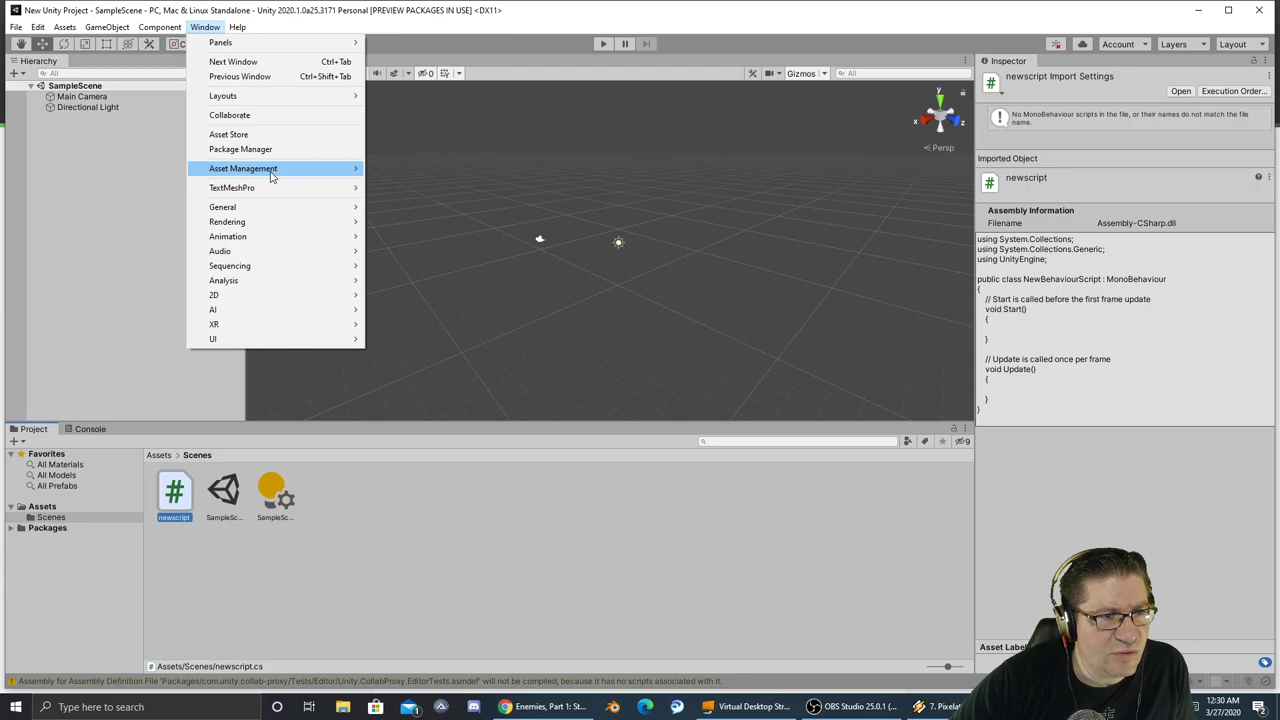 New Unity Project - SampleScene - PC, Mac & Linux Standalone - Unity 2020.1.0a25.3171 Personal [PREVIEW PACKAGES IN USE] <DX11>
File Edit Assets GameObject Component Window Help
Account Layers Layout
Hierarchy
All
SampleScene
Main Camera
Directional Light
Panels
Next Window Ctrl+Tab
Previous Window Ctrl+Shift+Tab
Layouts
Collaborate
Asset Store
Package Manager
Asset Management
TextMeshPro
General
Rendering
Animation
Audio
Sequencing
Analysis
2D
AI
XR
UI
0
Gizmos
All
y
x
z
Persp
Inspector
newscript Import Settings
Open Execution Order...
No MonoBehaviour scripts in the file, or their names do not match the file
name.
Imported Object
newscript
Assembly Information
Filename Assembly-CSharp.dll
using System.Collections;
using System.Collections.Generic;
using UnityEngine;
public class NewBehaviourScript : MonoBehaviour
{
// Start is called before the first frame update
void Start()
{
}
// Update is called once per frame
void Update()
{
}
}
Project Console
9
Favorites
All Materials
All Models
All Prefabs
Assets
Scenes
Packages
Assets > Scenes
newscript
SampleSc...
SampleSc...
Assets/Scenes/newscript.cs
Asset Labe
Assembly for Assembly Definition File 'Packages/com.unity.collab-proxy/Tests/Editor/Unity.CollabProxy.EditorTests.asmdef' will not be compiled, because it has no scripts associated with it.
Type here to search
1
Enemies, Part 1: St...
Virtual Desktop Str...
OBS Studio 25.0.1 (...
7. Pixelat
12:30 AM
3/27/2020